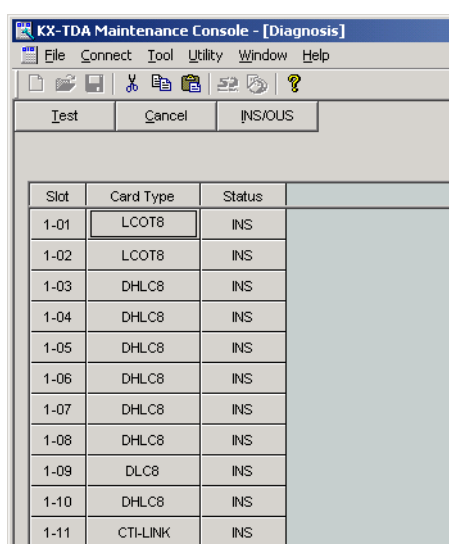 KX-TDA Maintenance Console - [Diagnosis]
File Connect Tool Utility Window Help
Test Cancel INS/OUS
Slot Card Type Status
1-01 LCOT8 INS
1-02 LCOT8 INS
1-03 DHLC8 INS
1-04 DHLC8 INS
1-05 DHLC8 INS
1-06 DHLC8 INS
1-07 DHLC8 INS
1-08 DHLC8 INS
1-09 DLC8 INS
1-10 DHLC8 INS
1-11 CTI-LINK INS